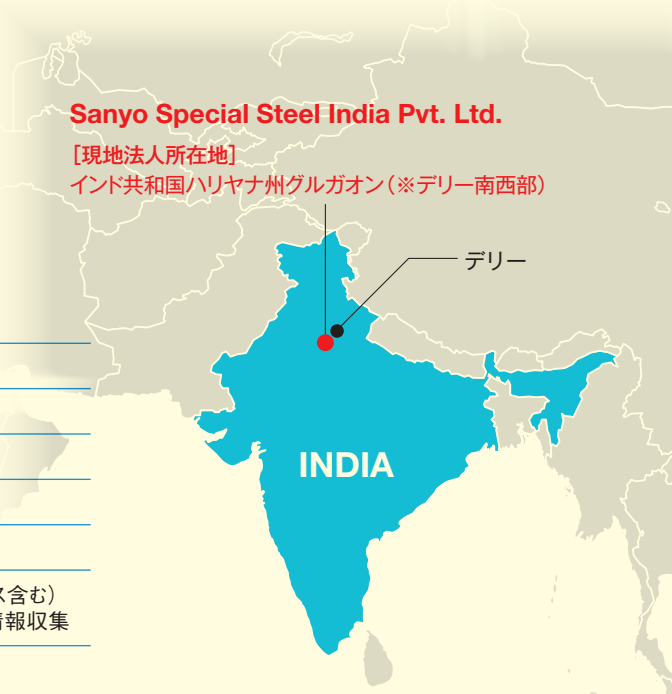 Sanyo Special Steel India Pvt. Ltd.
［現地法人所在地］
インド共和国ハリヤナ州グルガオン（※デリー南西部）
デリー
INDIA
ス含む）
情報収集